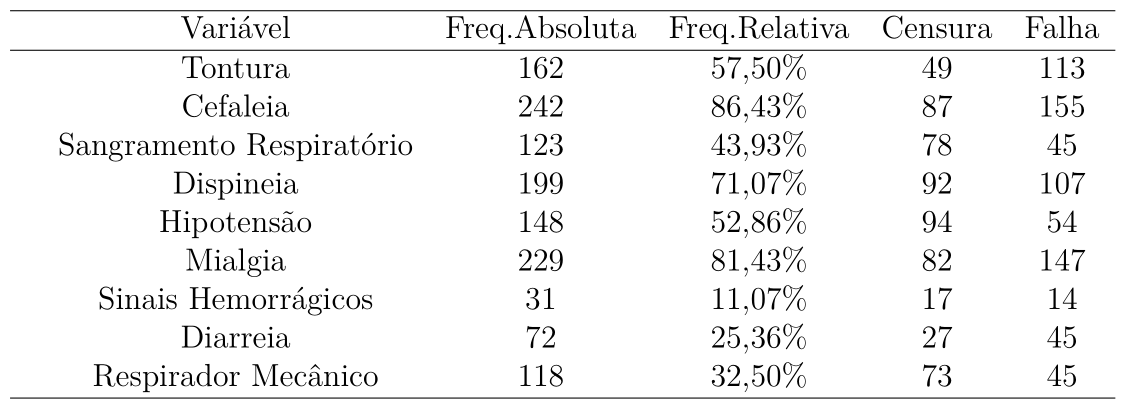 Variável Freq.Absoluta Freq.Relativa Censura Falha
Tontura 162 57,50% 49 113
Cefaleia 242 86,43% 87 155
Sangramento Respiratório 123 43,93% 78 45
Dispineia 199 71,07% 92 107
Hipotensão 148 52,86% 94 54
Mialgia 229 81,43% 82 147
Sinais Hemorrágicos 31 11,07% 17 14
Diarreia 72 25,36% 27 45
Respirador Mecânico 118 32,50% 73 45